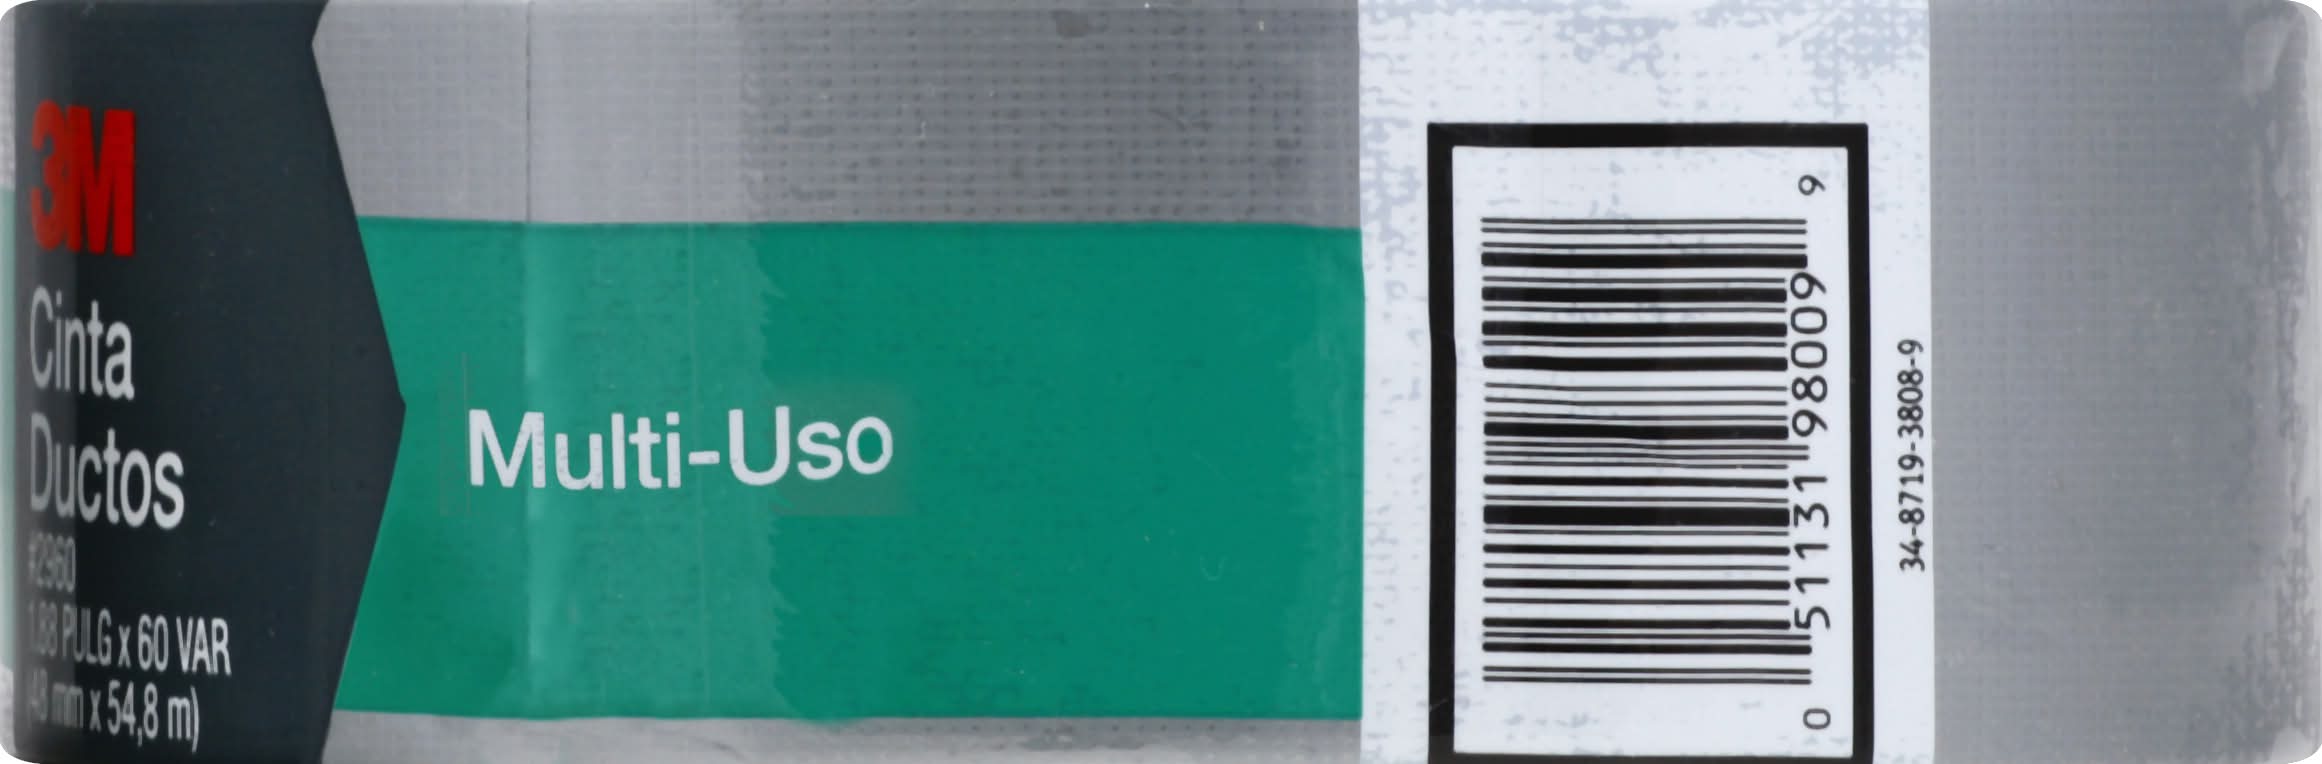 3M
Cinta
Ductos
#2960
1.88 PULG x 60 VAR
(48 mm x 54,8 m)
Multi-Uso
0 51131 98009 9
34-8719-3808-9